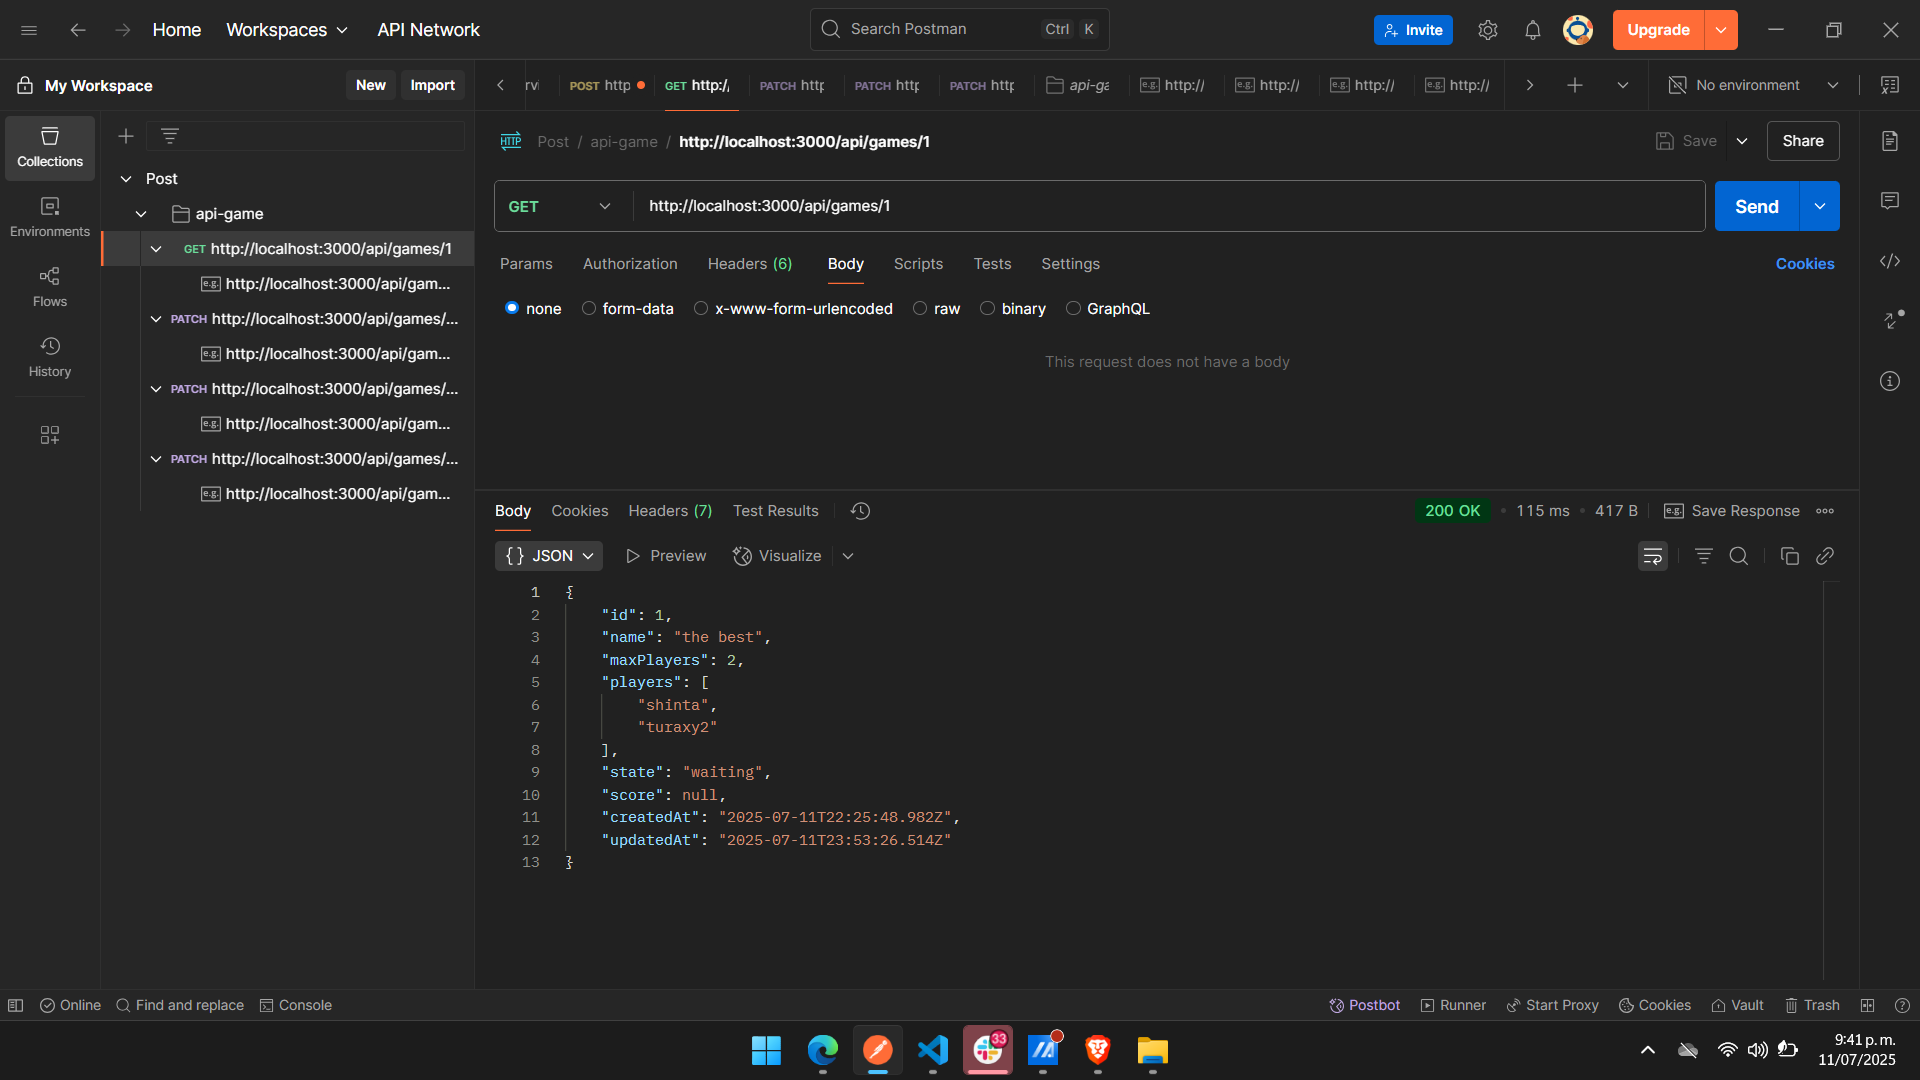 Home
Workspaces
API Network
Search Postman
Ctrl K
Invite
Upgrade
My Workspace
New
Import
POST http
GET http:/
PATCH http
PATCH http
PATCH http
api-ga
e.g. http://
e.g. http://
e.g. http://
e.g. http://
No environment
Collections
Environments
Flows
History
Post
api-game
GET http://localhost:3000/api/games/1
e.g. http://localhost:3000/api/gam...
PATCH http://localhost:3000/api/games/...
e.g. http://localhost:3000/api/gam...
PATCH http://localhost:3000/api/games/...
e.g. http://localhost:3000/api/gam...
PATCH http://localhost:3000/api/games/...
e.g. http://localhost:3000/api/gam...
HTTP Post / api-game / http://localhost:3000/api/games/1
Save
Share
GET
http://localhost:3000/api/games/1
Send
Params Authorization Headers (6) Body Scripts Tests Settings
Cookies
none form-data x-www-form-urlencoded raw binary GraphQL
This request does not have a body
Body Cookies Headers (7) Test Results
200 OK • 115 ms • 417 B
e.g. Save Response
{} JSON
Preview
Visualize
1 {
2 "id": 1,
3 "name": "the best",
4 "maxPlayers": 2,
5 "players": [
6 "shinta",
7 "turaxy2"
8 ],
9 "state": "waiting",
10 "score": null,
11 "createdAt": "2025-07-11T22:25:48.982Z",
12 "updatedAt": "2025-07-11T23:53:26.514Z"
13 }
Online
Find and replace
Console
Postbot
Runner
Start Proxy
Cookies
Vault
Trash
33
9:41 p. m.
11/07/2025